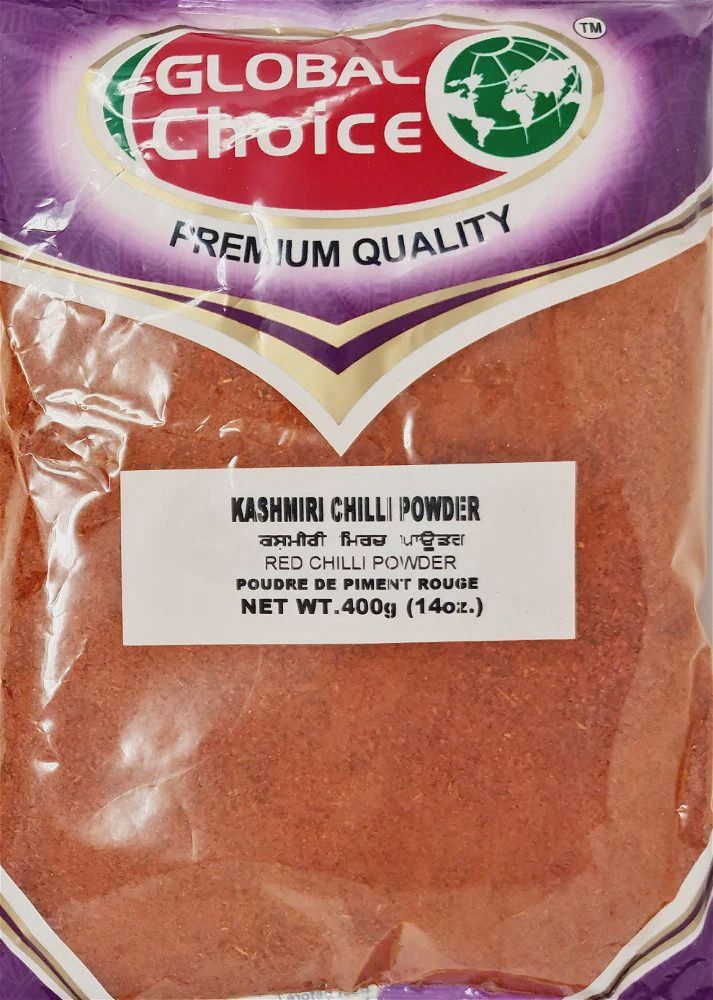 TM
GLOBAL
Choice
PREMIUM QUALITY
KASHMIRI CHILLI POWDER
ਕਸਮੀਰੀ ਮਿਰਚ ਪਾਊਡਰ
RED CHILLI POWDER
POUDRE DE PIMENT ROUGE
NET WT.400g (14oz.)